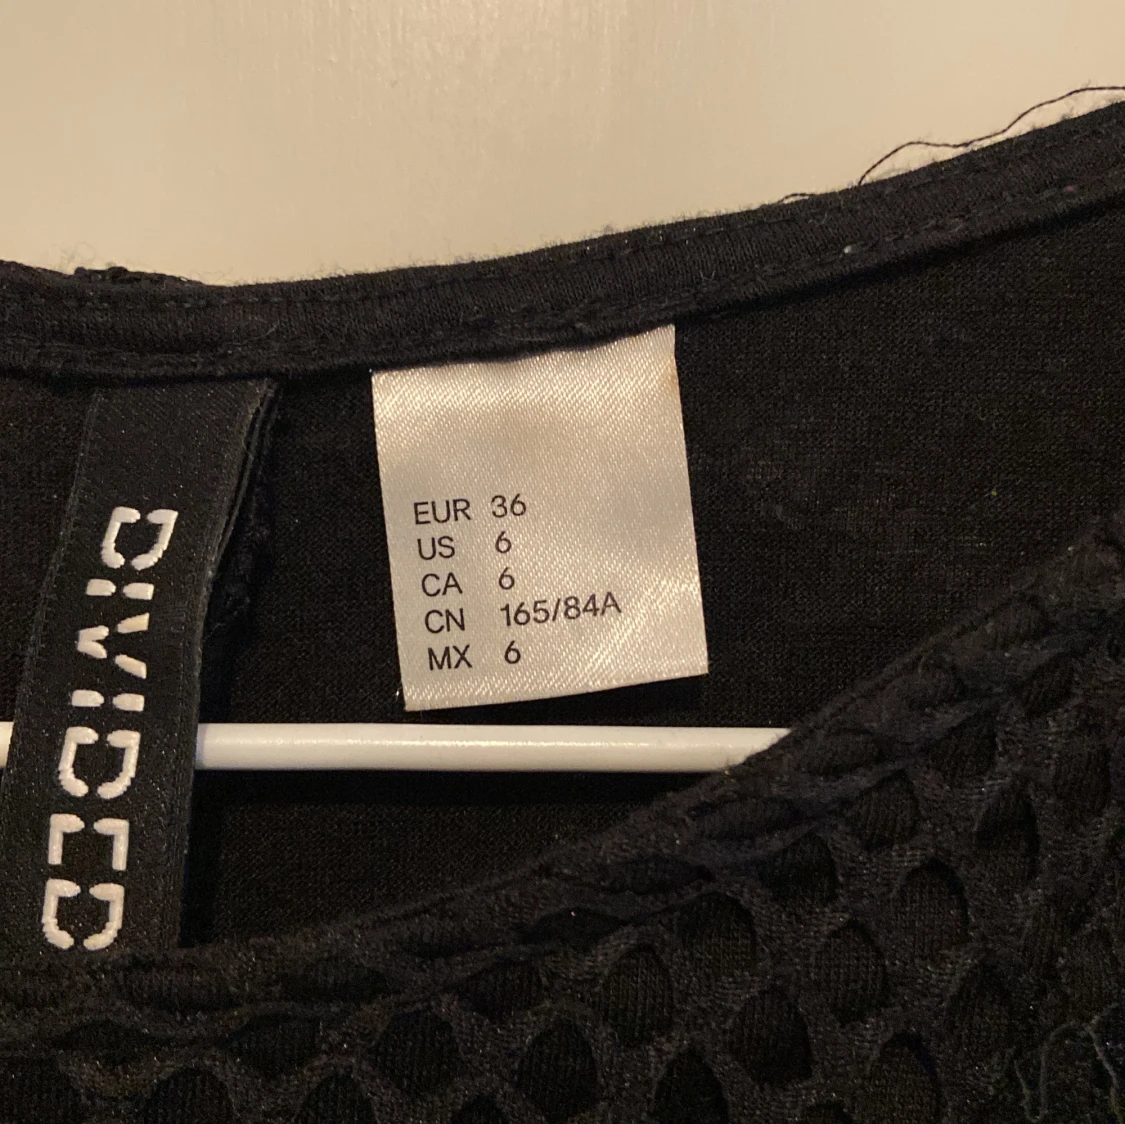 DIVIDED
EUR 36
US 6
CA 6
CN 165/84A
MX 6